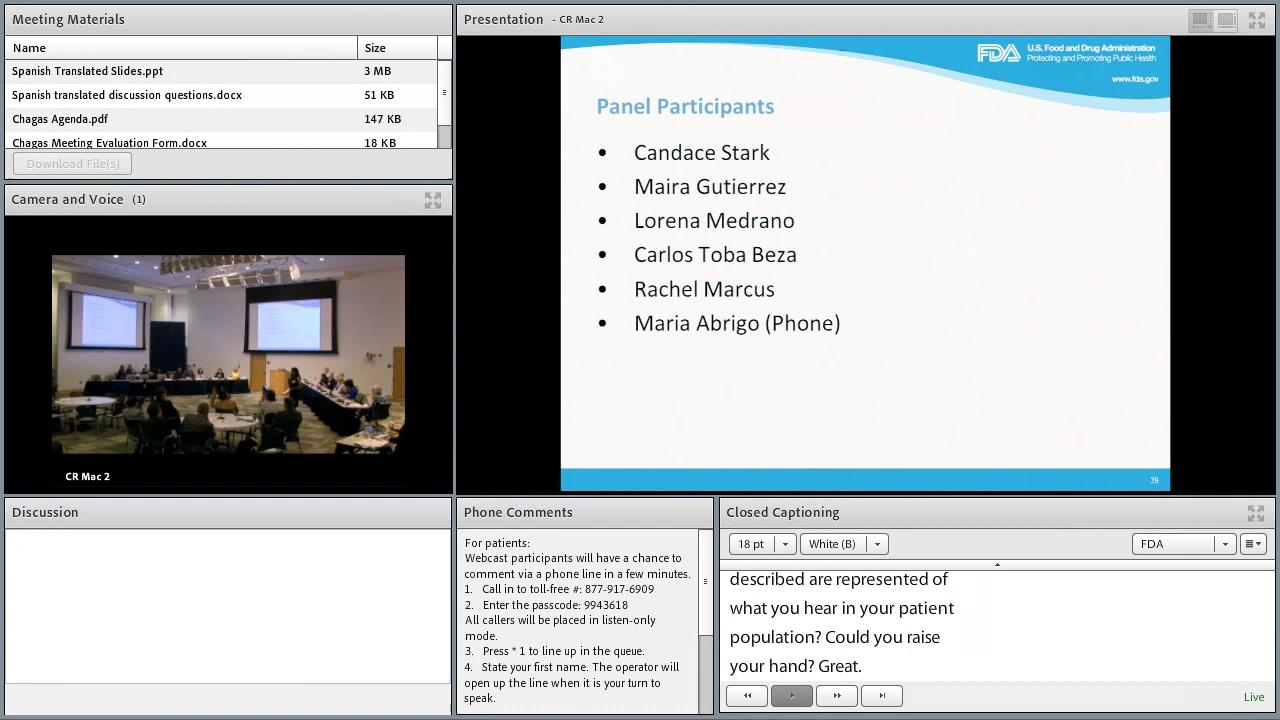 Meeting Materials
Name Size
Spanish Translated Slides.ppt 3 MB
Spanish translated discussion questions.docx 51 KB
Chagas Agenda.pdf 147 KB
Chagas Meeting Evaluation Form.docx 18 KB
Download File(s)
Camera and Voice (1)
CR Mac 2
Presentation - CR Mac 2
FDA U.S. Food and Drug Administration
Protecting and Promoting Public Health
www.fda.gov
Panel Participants
• Candace Stark
• Maira Gutierrez
• Lorena Medrano
• Carlos Toba Beza
• Rachel Marcus
• Maria Abrigo (Phone)
39
Discussion
Phone Comments
For patients:
Webcast participants will have a chance to
comment via a phone line in a few minutes.
1. Call in to toll-free #: 877-917-6909
2. Enter the passcode: 9943618
All callers will be placed in listen-only
mode.
3. Press * 1 to line up in the queue.
4. State your first name. The operator will
open up the line when it is your turn to
speak.
Closed Captioning
18 pt White (B) FDA
described are represented of
what you hear in your patient
population? Could you raise
your hand? Great.
Live